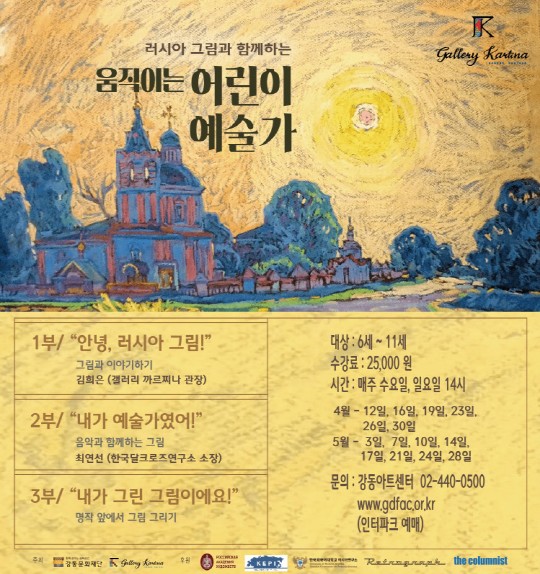 러시아 그림과 함께하는
움직이는 어린이
예술가
Gallery Kartina
1부/ “안녕, 러시아 그림!”
그림과 이야기하기
김희은 (갤러리 까르찌나 관장)
2부/ “내가 예술가였어!”
음악과 함께하는 그림
최연선 (한국달크로즈연구소 소장)
3부/ “내가 그린 그림이에요!”
명작 앞에서 그림 그리기
대상 : 6세 ~ 11세
수강료 : 25,000 원
시간 : 매주 수요일, 일요일 14시
4월 – 12일, 16일, 19일, 23일,
26일, 30일
5월 – 3일, 7일, 10일, 14일,
17일, 21일, 24일, 28일
문의 : 강동아트센터 02-440-0500
www.gdfac.or.kr
(인터파크 예매)
주최 강동문화재단 Gallery Kartina 후원 KEPI Retrograph the columnist